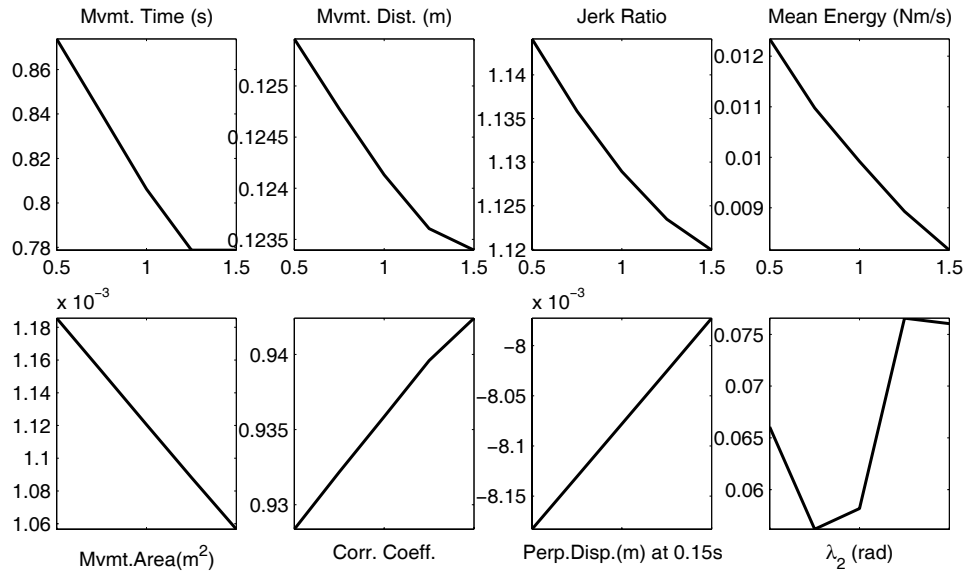 Mvmt. Time (s)
Mvmt. Dist. (m)
Jerk Ratio
Mean Energy (Nm/s)
0.86
0.84
0.82
0.8
0.78
0.5 1 1.5
0.125
0.1245
0.124
0.1235
0.5 1 1.5
1.14
1.135
1.13
1.125
1.12
0.5 1 1.5
0.012
0.011
0.01
0.009
0.5 1 1.5
x 10⁻³
1.18
1.16
1.14
1.12
1.1
1.08
1.06
0.94
0.935
0.93
x 10⁻³
−8
−8.05
−8.1
−8.15
0.075
0.07
0.065
0.06
Mvmt.Area(m²)
Corr. Coeff.
Perp.Disp.(m) at 0.15s
λ₂ (rad)